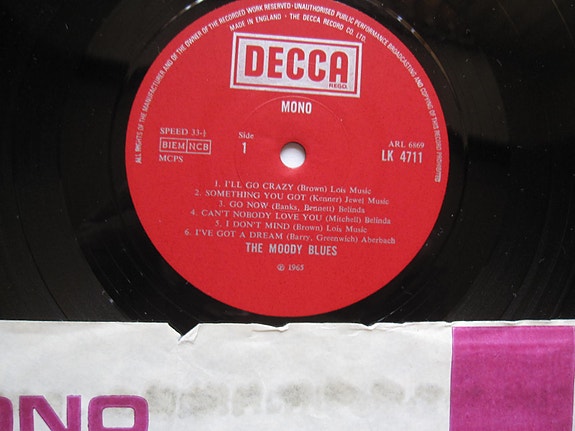 ALL RIGHTS OF THE MANUFACTURER AND OF THE OWNER OF THE RECORDED WORK RESERVED · UNAUTHORISED PUBLIC PERFORMANCE BROADCASTING AND COPYING OF THIS RECORD PROHIBITED
MADE IN ENGLAND · THE DECCA RECORD CO. LTD.
DECCA
REGD.
MONO
SPEED 33⅓
BIEM NCB
MCPS
Side
1
ARL 6869
LK 4711
1. I'LL GO CRAZY (Brown) Lois Music
2. SOMETHING YOU GOT (Kenner) Jewel Music
3. GO NOW (Banks, Bennett) Belinda
4. CAN'T NOBODY LOVE YOU (Mitchell) Belinda
5. I DON'T MIND (Brown) Lois Music
6. I'VE GOT A DREAM (Barry, Greenwich) Aberbach
THE MOODY BLUES
℗ 1965
ONO